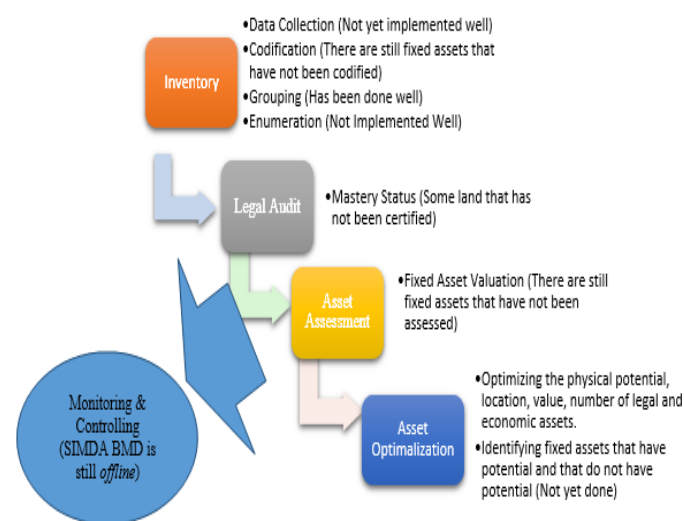 •Data Collection (Not yet implemented well)
•Codification (There are still fixed assets that
have not been codified)
•Grouping (Has been done well)
•Enumeration (Not Implemented Well)
Inventory
Legal Audit
•Mastery Status (Some land that has
not been certified)
Asset
Assessment
•Fixed Asset Valuation (There are still
fixed assets that have not been
assessed)
Asset
Optimalization
•Optimizing the physical potential,
location, value, number of legal and
economic assets.
•Identifying fixed assets that have
potential and that do not have
potential (Not yet done)
Monitoring &
Controlling
(SIMDA BMD is
still offline)